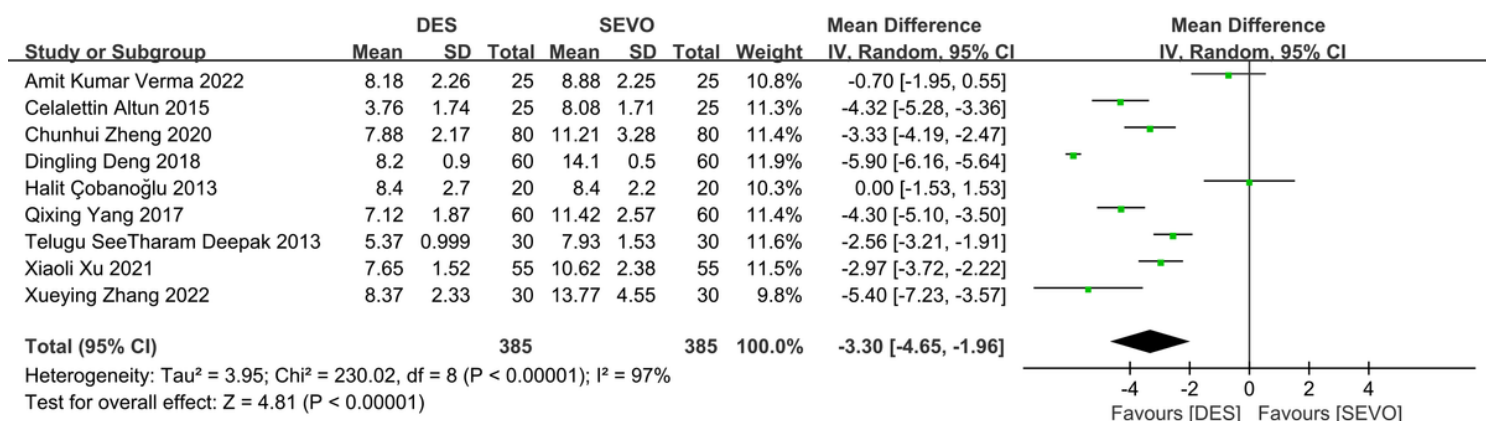 DES SEVO Mean Difference Mean Difference
Study or Subgroup Mean SD Total Mean SD Total Weight IV, Random, 95% CI IV, Random, 95% CI
Amit Kumar Verma 2022 8.18 2.26 25 8.88 2.25 25 10.8% -0.70 [-1.95, 0.55]
Celalettin Altun 2015 3.76 1.74 25 8.08 1.71 25 11.3% -4.32 [-5.28, -3.36]
Chunhui Zheng 2020 7.88 2.17 80 11.21 3.28 80 11.4% -3.33 [-4.19, -2.47]
Dingling Deng 2018 8.2 0.9 60 14.1 0.5 60 11.9% -5.90 [-6.16, -5.64]
Halit Çobanoğlu 2013 8.4 2.7 20 8.4 2.2 20 10.3% 0.00 [-1.53, 1.53]
Qixing Yang 2017 7.12 1.87 60 11.42 2.57 60 11.4% -4.30 [-5.10, -3.50]
Telugu SeeTharam Deepak 2013 5.37 0.999 30 7.93 1.53 30 11.6% -2.56 [-3.21, -1.91]
Xiaoli Xu 2021 7.65 1.52 55 10.62 2.38 55 11.5% -2.97 [-3.72, -2.22]
Xueying Zhang 2022 8.37 2.33 30 13.77 4.55 30 9.8% -5.40 [-7.23, -3.57]
Total (95% CI) 385 385 100.0% -3.30 [-4.65, -1.96]
Heterogeneity: Tau² = 3.95; Chi² = 230.02, df = 8 (P < 0.00001); I² = 97%
Test for overall effect: Z = 4.81 (P < 0.00001)
-4 -2 0 2 4
Favours [DES] Favours [SEVO]